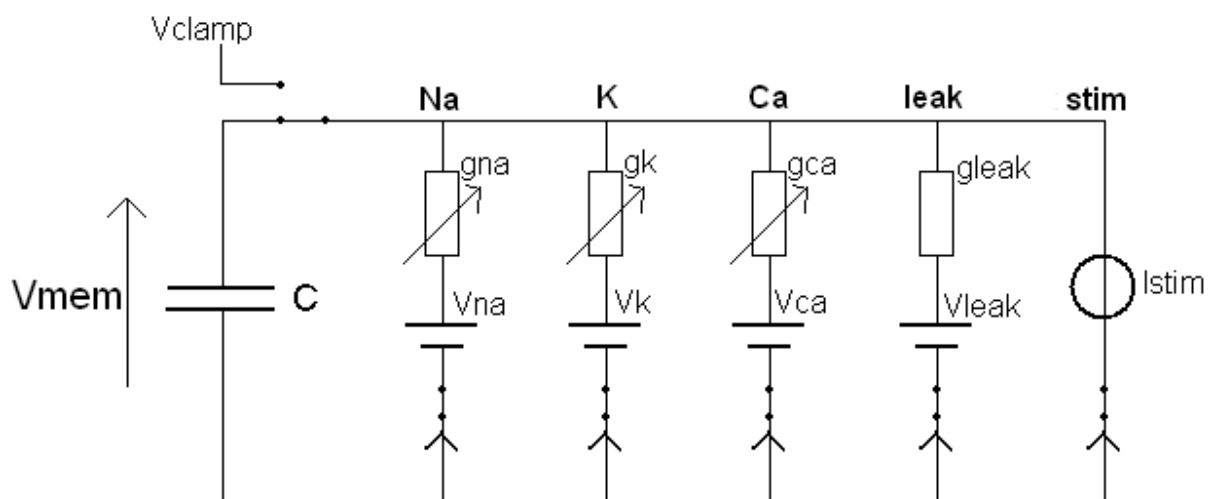 Vclamp
Na K Ca leak stim
gna gk gca gleak
Vmem C Vna Vk Vca Vleak Istim